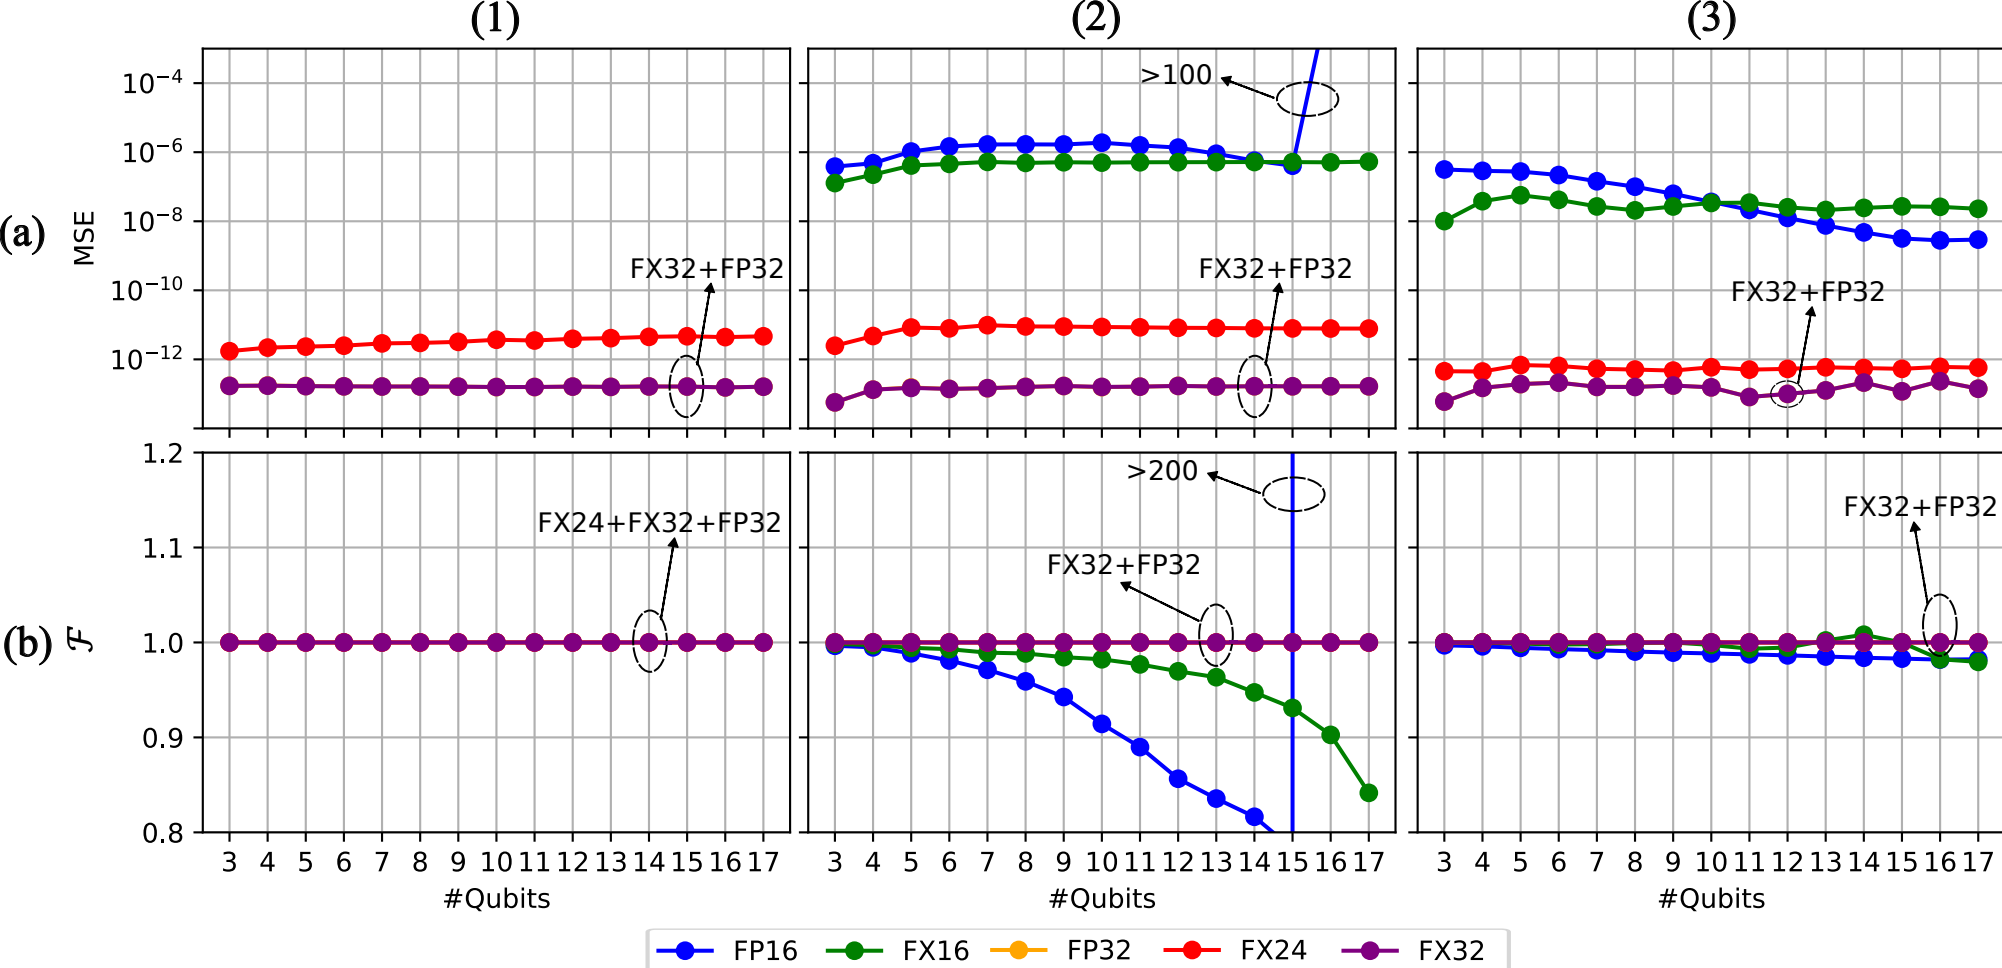 (1) (2) (3)
(a)
MSE
10⁻⁴
10⁻⁶
10⁻⁸
10⁻¹⁰
10⁻¹²
FX32+FP32
>100
FX32+FP32
FX32+FP32
(b)
ℱ
1.2
1.1
1.0
0.9
0.8
FX24+FX32+FP32
>200
FX32+FP32
FX32+FP32
3 4 5 6 7 8 9 10 11 12 13 14 15 16 17
3 4 5 6 7 8 9 10 11 12 13 14 15 16 17
3 4 5 6 7 8 9 10 11 12 13 14 15 16 17
#Qubits #Qubits #Qubits
FP16 FX16 FP32 FX24 FX32